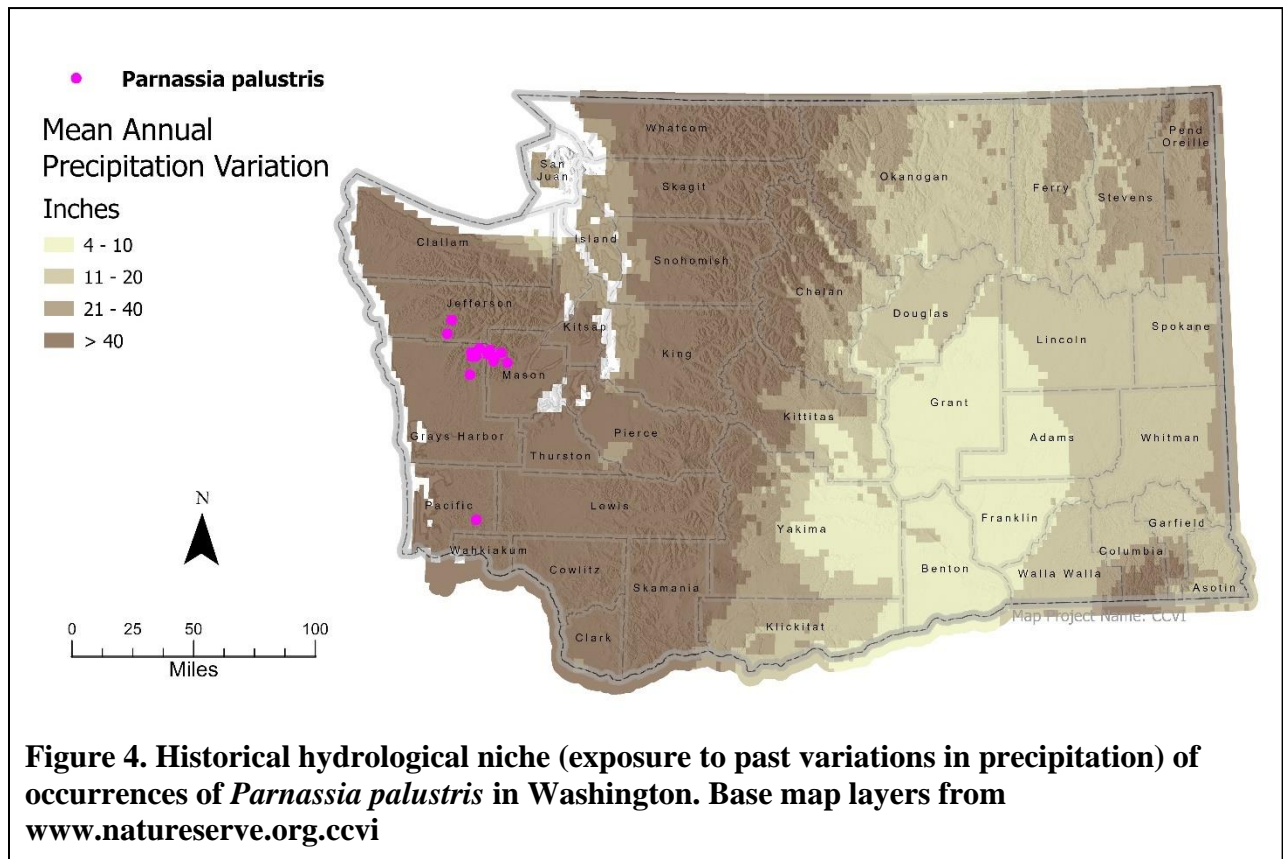 Parnassia palustris
Mean Annual
Precipitation Variation
Inches
4 - 10
11 - 20
21 - 40
> 40
Whatcom
Pend
Oreille
San
Juan
Skagit
Okanogan
Ferry
Stevens
Clallam
Island
Snohomish
Jefferson
Chelan
Douglas
Kitsap
Lincoln
Spokane
King
Mason
Grant
Kittitas
Grays Harbor
Pierce
Adams
Whitman
Thurston
N
Pacific
Lewis
Yakima
Franklin
Garfield
Wahkiakum
Columbia
Cowlitz
Benton
Walla Walla
Skamania
Asotin
Map Project Name: CCVI
Klickitat
Clark
0 25 50 100
Miles
Figure 4. Historical hydrological niche (exposure to past variations in precipitation) of
occurrences of Parnassia palustris in Washington. Base map layers from
www.natureserve.org.ccvi